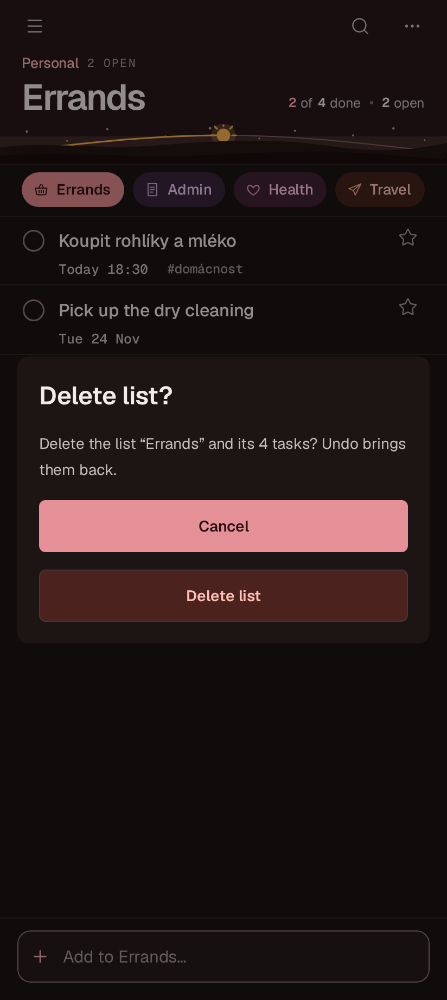 Personal 2 OPEN
Errands
2 of 4 done • 2 open
Errands Admin Health Travel
Koupit rohlíky a mléko
Today 18:30 #domácnost
Pick up the dry cleaning
Tue 24 Nov
Delete list?
Delete the list “Errands” and its 4 tasks? Undo brings
them back.
Cancel
Delete list
Add to Errands…